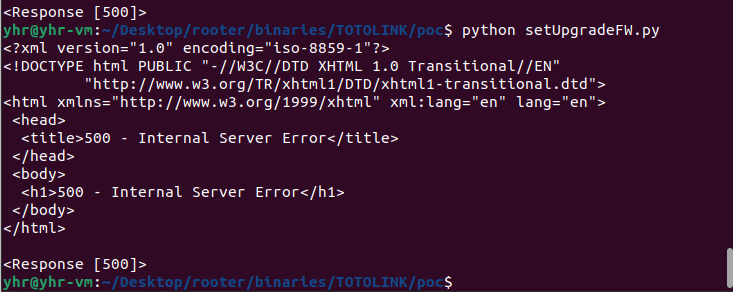 <Response [500]>
yhr@yhr-vm:~/Desktop/rooter/binaries/TOTOLINK/poc$ python setUpgradeFW.py
<?xml version="1.0" encoding="iso-8859-1"?>
<!DOCTYPE html PUBLIC "-//W3C//DTD XHTML 1.0 Transitional//EN"
         "http://www.w3.org/TR/xhtml1/DTD/xhtml1-transitional.dtd">
<html xmlns="http://www.w3.org/1999/xhtml" xml:lang="en" lang="en">
 <head>
  <title>500 - Internal Server Error</title>
 </head>
 <body>
  <h1>500 - Internal Server Error</h1>
 </body>
</html>

<Response [500]>
yhr@yhr-vm:~/Desktop/rooter/binaries/TOTOLINK/poc$